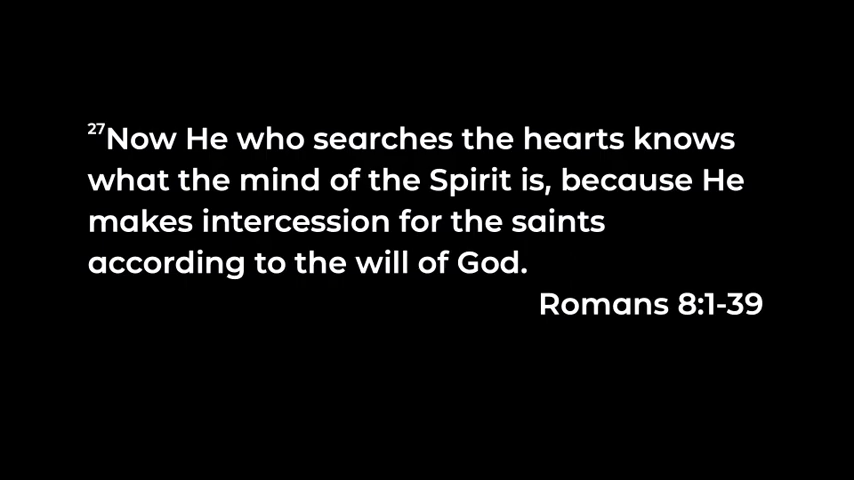 27Now He who searches the hearts knows
what the mind of the Spirit is, because He
makes intercession for the saints
according to the will of God.
Romans 8:1-39